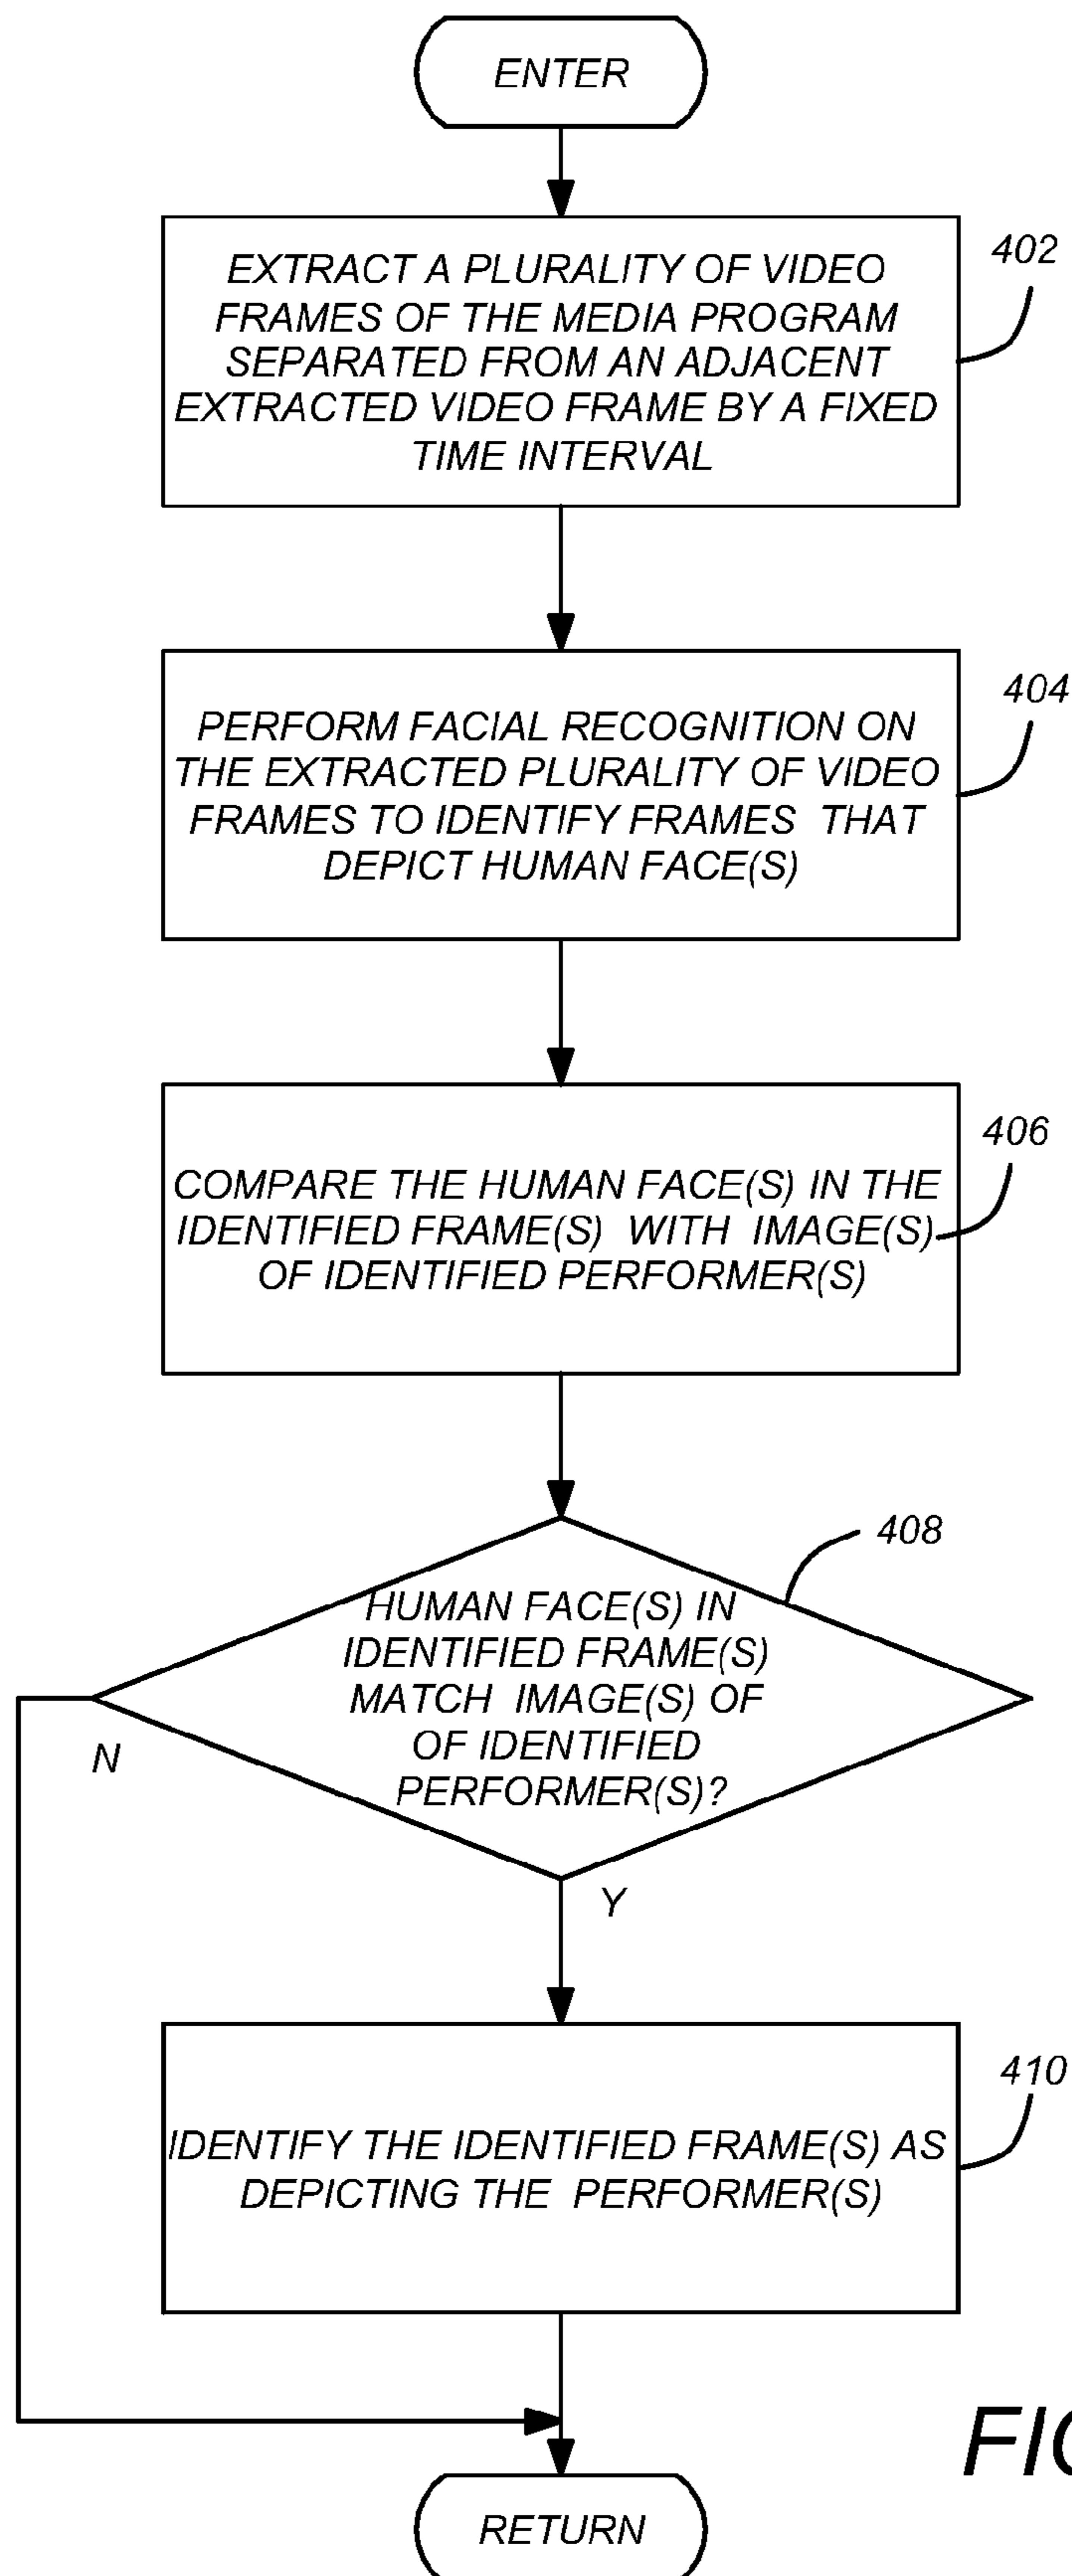 ENTER
EXTRACT A PLURALITY OF VIDEO
FRAMES OF THE MEDIA PROGRAM
SEPARATED FROM AN ADJACENT
EXTRACTED VIDEO FRAME BY A FIXED
TIME INTERVAL
402
PERFORM FACIAL RECOGNITION ON
THE EXTRACTED PLURALITY OF VIDEO
FRAMES TO IDENTIFY FRAMES THAT
DEPICT HUMAN FACE(S)
404
COMPARE THE HUMAN FACE(S) IN THE
IDENTIFIED FRAME(S) WITH IMAGE(S)
OF IDENTIFIED PERFORMER(S)
406
HUMAN FACE(S) IN
IDENTIFIED FRAME(S)
MATCH IMAGE(S) OF
OF IDENTIFIED
PERFORMER(S)?
408
N
Y
IDENTIFY THE IDENTIFIED FRAME(S) AS
DEPICTING THE PERFORMER(S)
410
RETURN